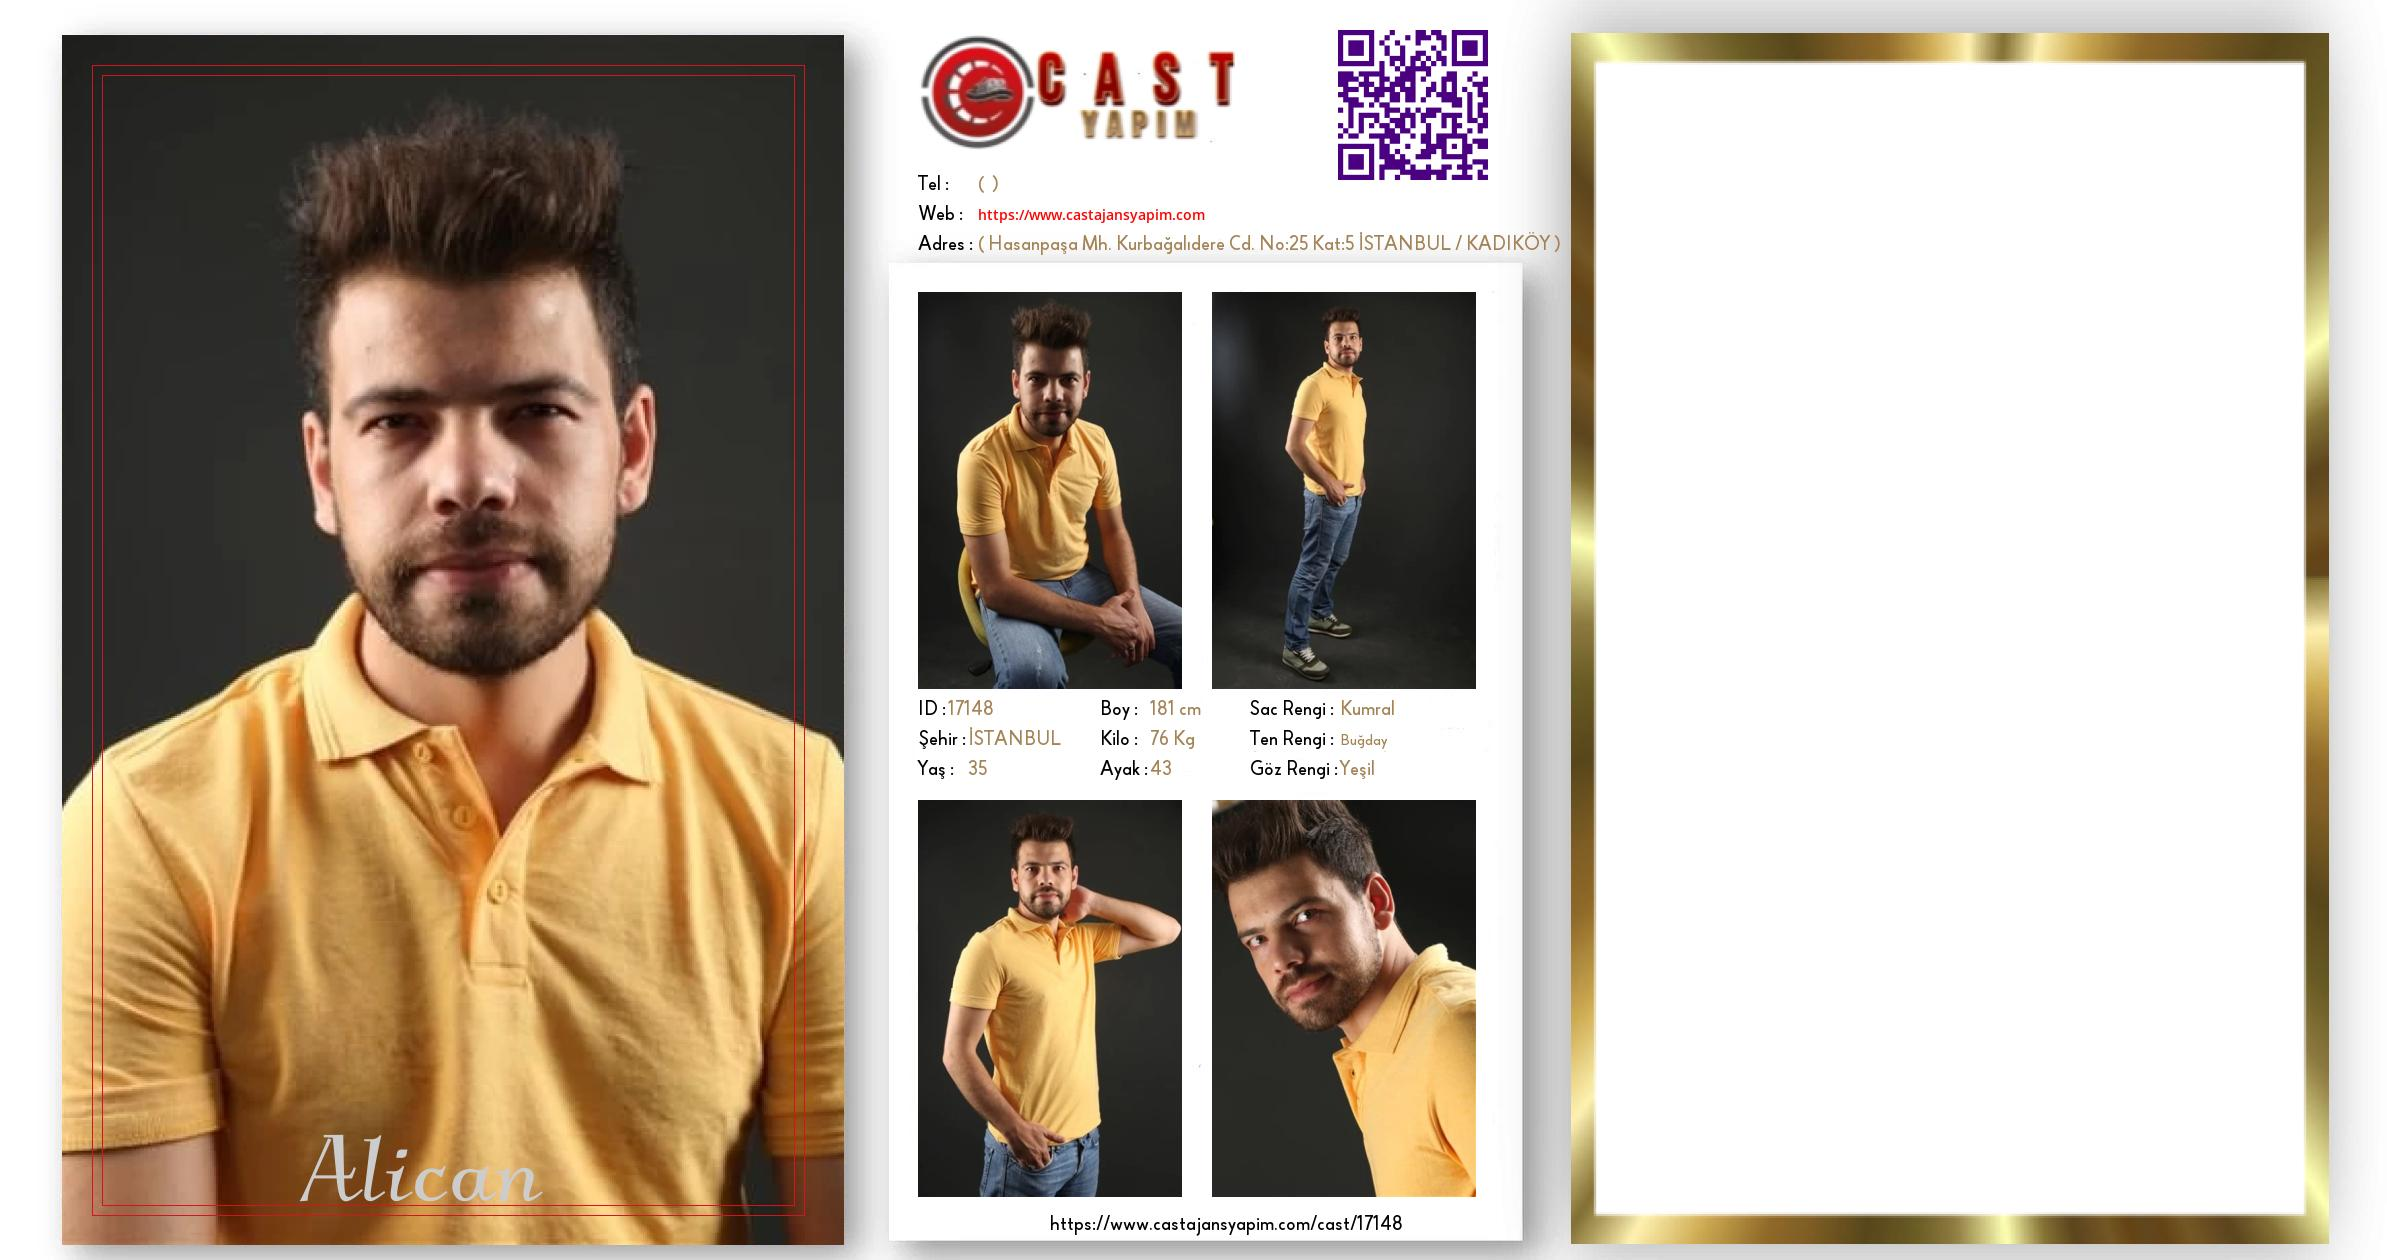 Alican
CAST
YAPIM
Tel : ( )
Web : https://www.castajansyapim.com
Adres : ( Hasanpaşa Mh. Kurbağalıdere Cd. No:25 Kat:5 İSTANBUL / KADIKÖY )
ID : 17148 Boy : 181 cm Sac Rengi : Kumral
Şehir : İSTANBUL Kilo : 76 Kg Ten Rengi : Buğday
Yaş : 35 Ayak : 43 Göz Rengi : Yeşil
https://www.castajansyapim.com/cast/17148